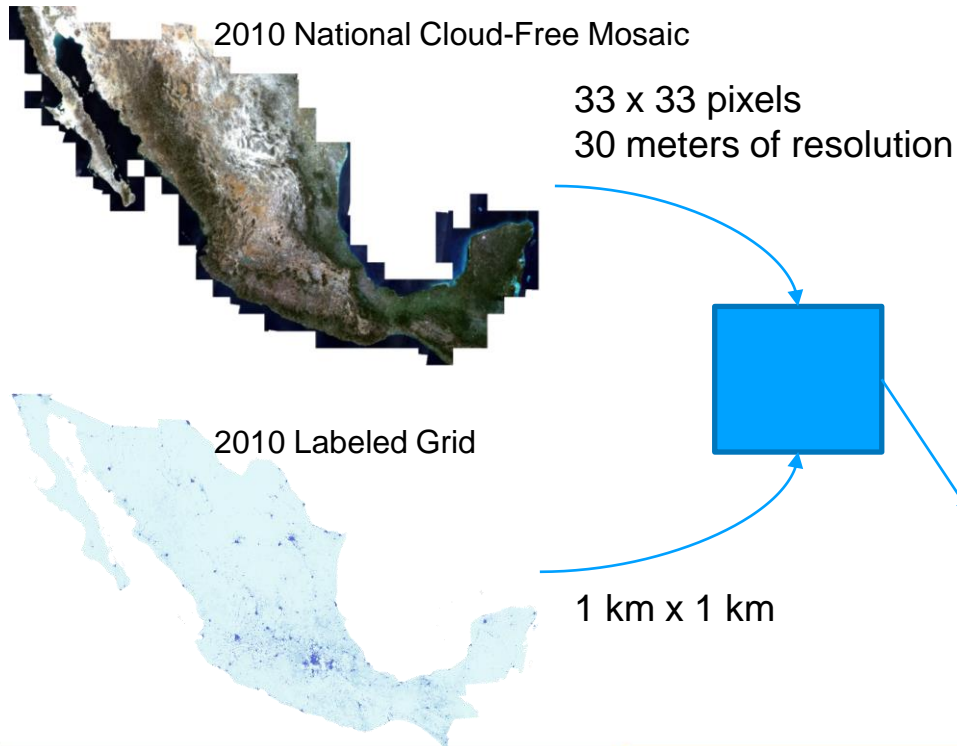 2010 National Cloud-Free Mosaic
33 x 33 pixels
30 meters of resolution
2010 Labeled Grid
1 km x 1 km